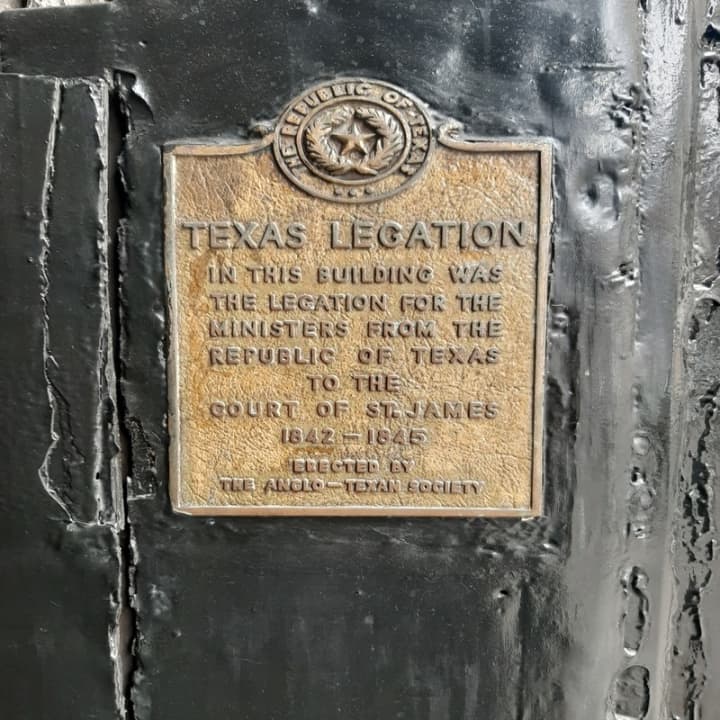 THE REPUBLIC OF TEXAS
TEXAS LEGATION
IN THIS BUILDING WAS
THE LEGATION FOR THE
MINISTERS FROM THE
REPUBLIC OF TEXAS
TO THE
COURT OF ST. JAMES
1842 – 1845
ERECTED BY
THE ANGLO – TEXAN SOCIETY